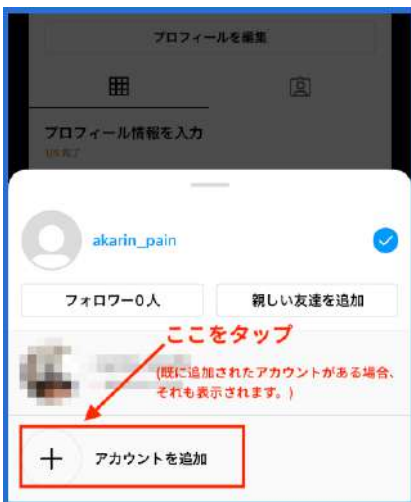 プロフィールを編集
プロフィール情報を入力
akarin_pain
フォロワー0人
親しい友達を追加
ここをタップ
(既に追加されたアカウントがある場合、
それも表示されます。)
アカウントを追加